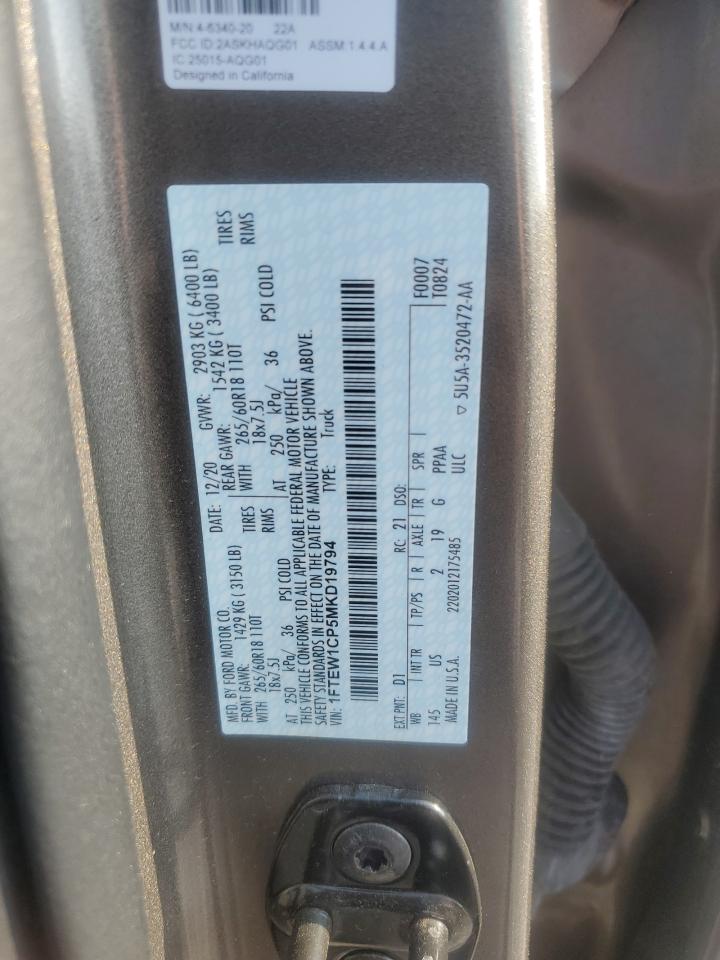 M/N:4-6340-20 22A
FCC ID:2ASKHAQG01 ASSM:1.4.4.A
IC:25015-AQG01
Designed in California
MFD. BY FORD MOTOR CO.
DATE: 12/20 GVWR: 2903 KG ( 6400 LB)
FRONT GAWR: 1429 KG ( 3150 LB)
REAR GAWR: 1542 KG ( 3400 LB)
WITH 265/60R18 110T TIRES
WITH 265/60R18 110T TIRES
18x7.5J RIMS
18x7.5J RIMS
AT 250 kPa/ 36 PSI COLD
AT 250 kPa/ 36 PSI COLD
THIS VEHICLE CONFORMS TO ALL APPLICABLE FEDERAL MOTOR VEHICLE
SAFETY STANDARDS IN EFFECT ON THE DATE OF MANUFACTURE SHOWN ABOVE.
VIN: 1FTEW1CP5MKD19794
TYPE: Truck
F0007
T0824
EXT PNT: D1 RC: 21 DSO:
WB INT TR TP/PS R AXLE TR SPR
145 US 2 19 G PPAA
MADE IN U.S.A. 2202012175485 ULC
▽ 5U5A-3520472-AA